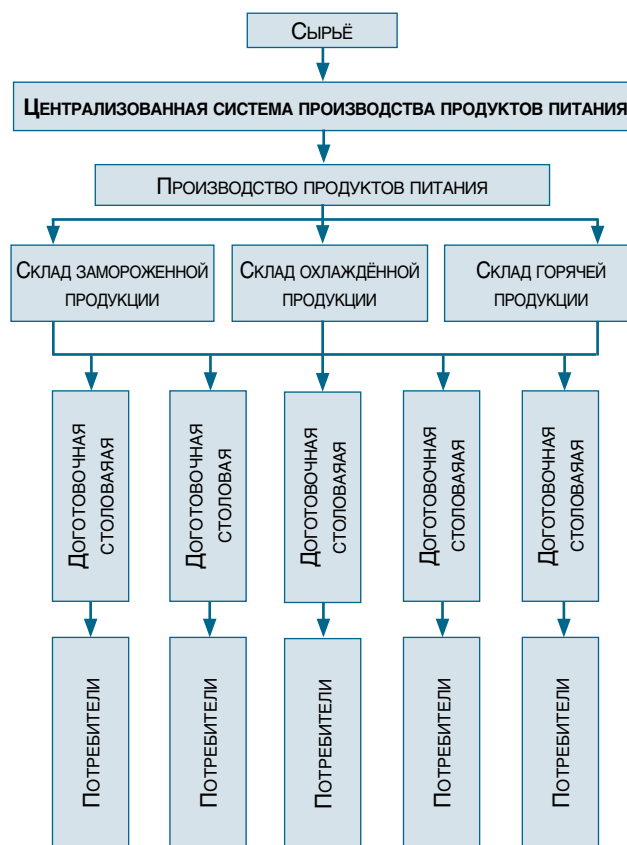 Сырьё
Централизованная система производства продуктов питания
Производство продуктов питания
Склад замороженной
продукции
Склад охлаждённой
продукции
Склад горячей
продукции
Доготовочная
столоваяая
Доготовочная
столовая
Доготовочная
столоваяая
Доготовочная
столоваяая
Доготовочная
столоваяая
Потребители
Потребители
Потребители
Потребители
Потребители